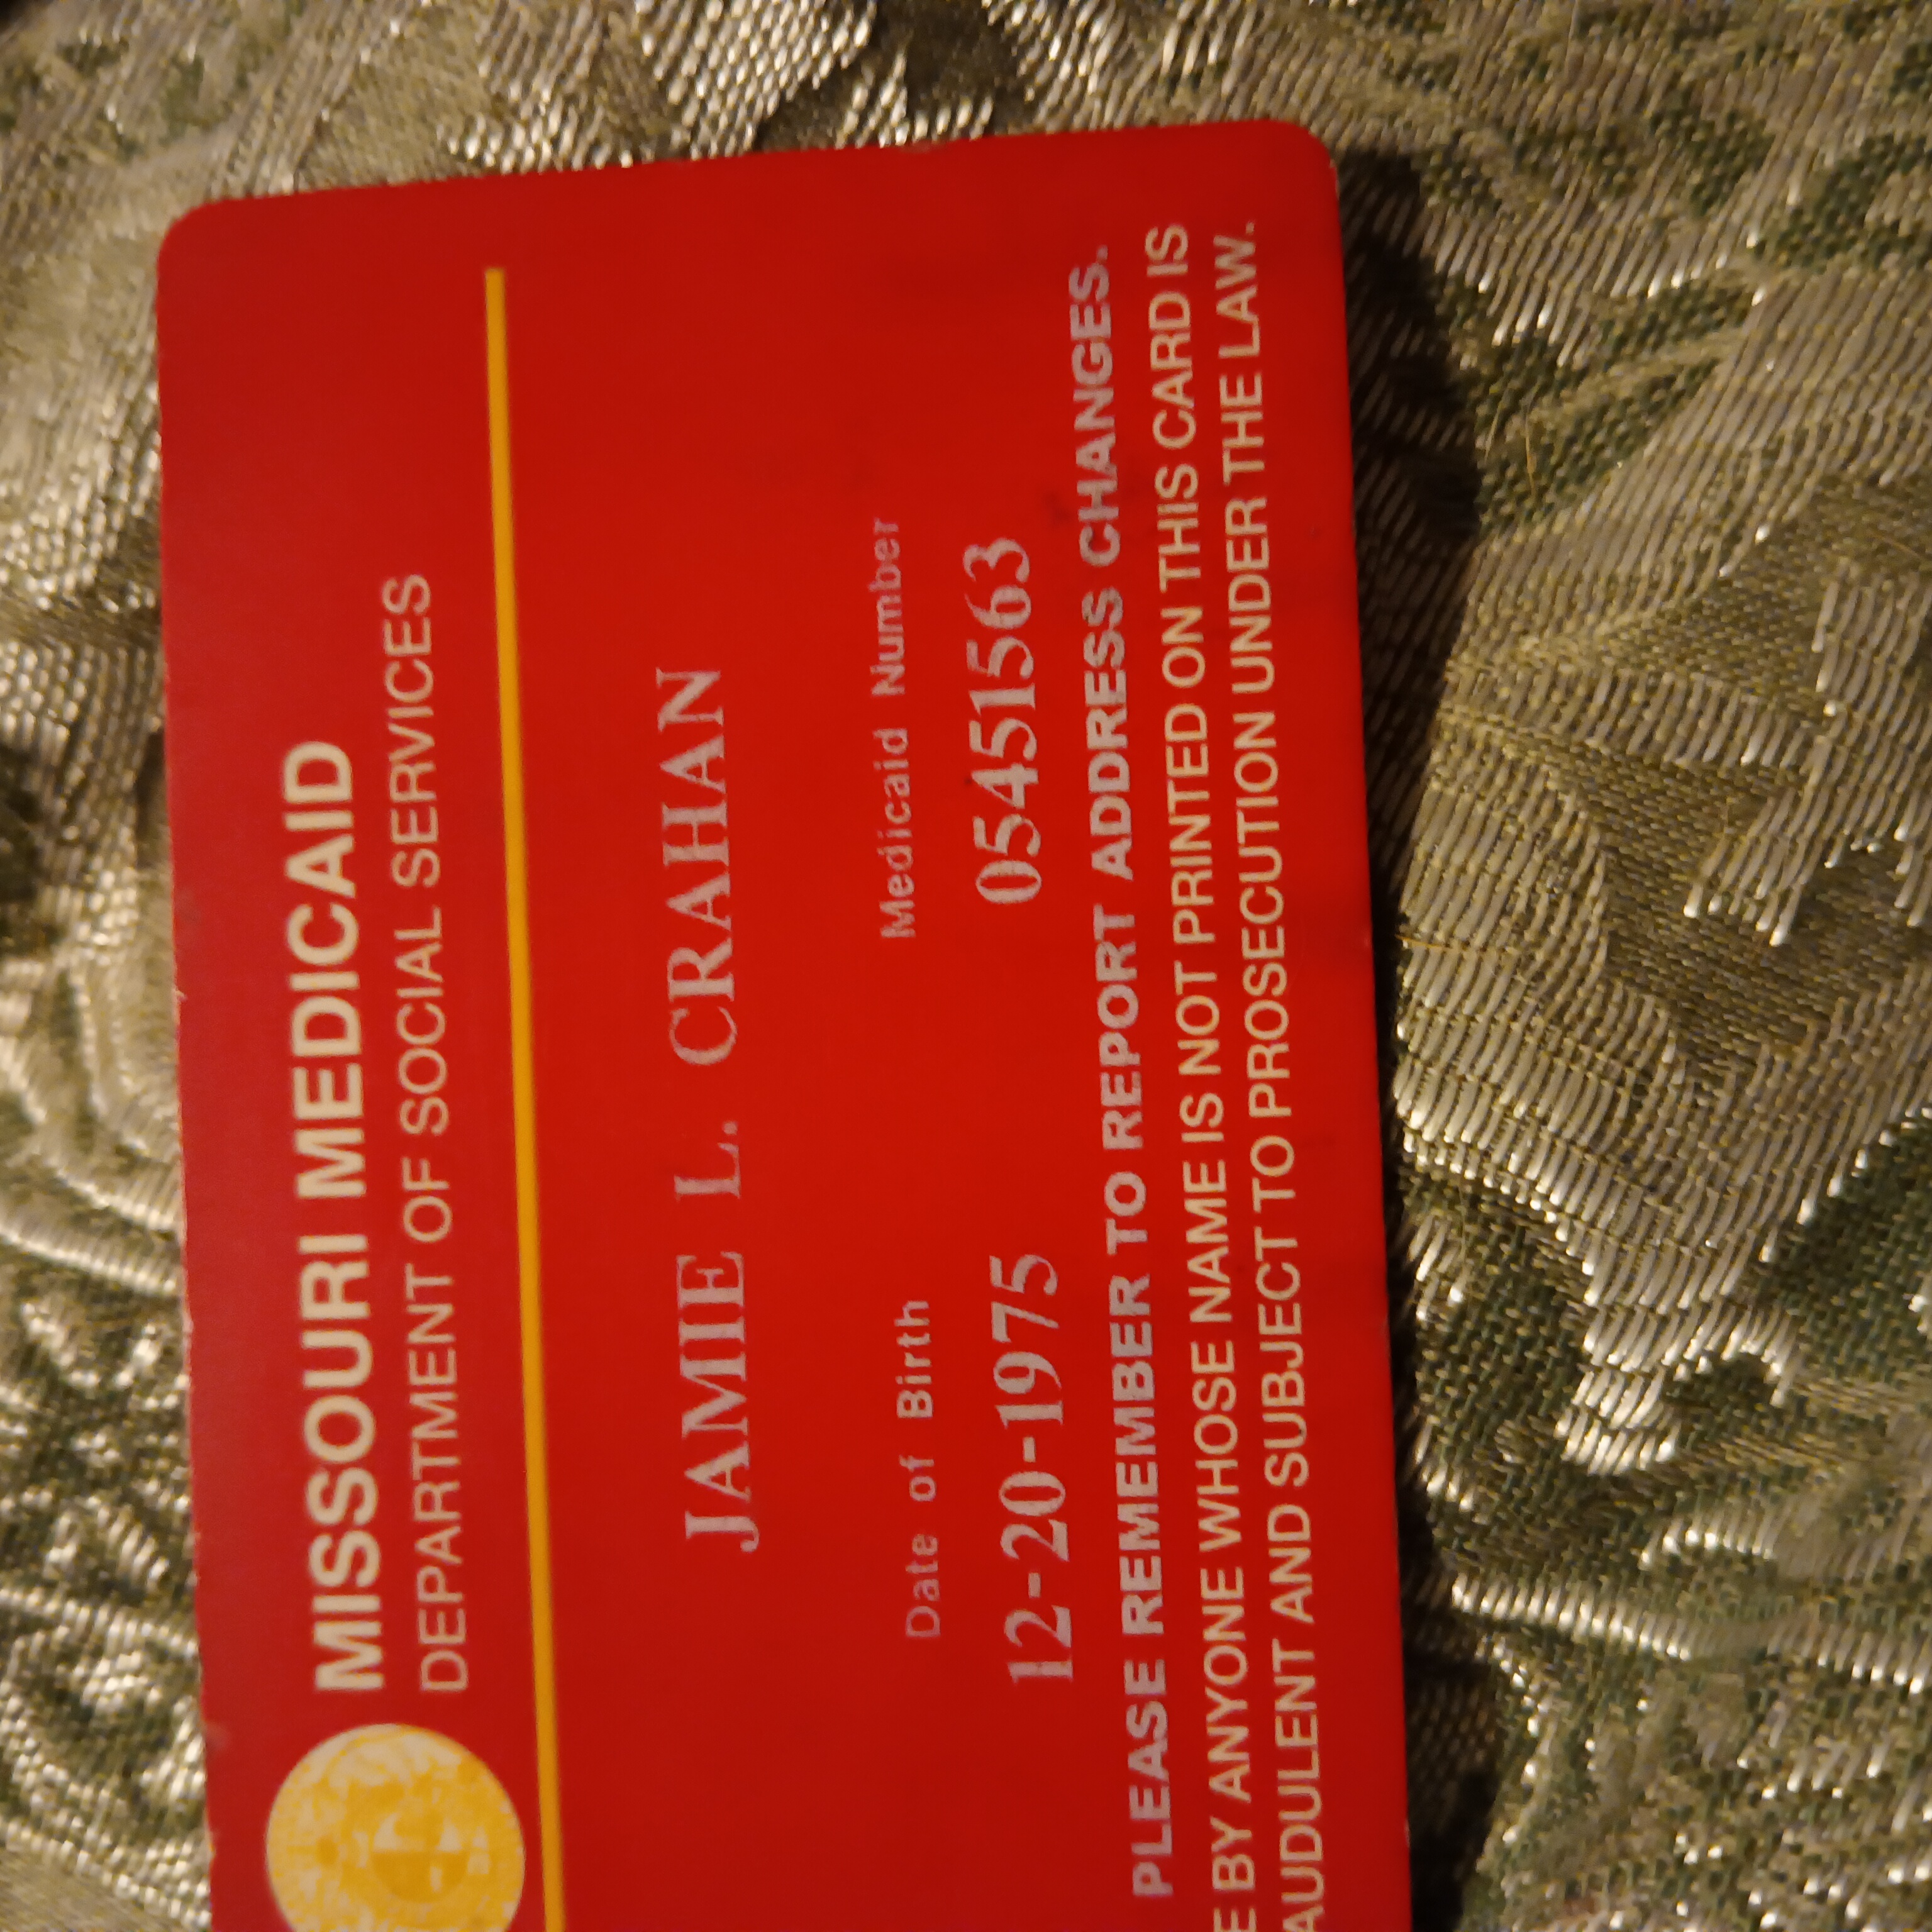 MISSOURI MEDICAID
DEPARTMENT OF SOCIAL SERVICES
JAMIE L. CRAHAN
Date of Birth Medicaid Number
12-20-1975 05451563
PLEASE REMEMBER TO REPORT ADDRESS CHANGES.
E BY ANYONE WHOSE NAME IS NOT PRINTED ON THIS CARD IS
AUDULENT AND SUBJECT TO PROSECUTION UNDER THE LAW.